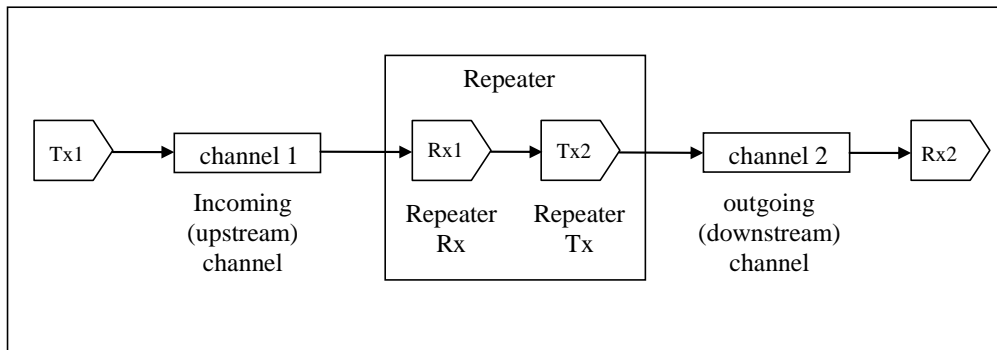 Repeater
Tx1
channel 1
Rx1
Tx2
channel 2
Rx2
Incoming
(upstream)
channel
Repeater
Rx
Repeater
Tx
outgoing
(downstream)
channel